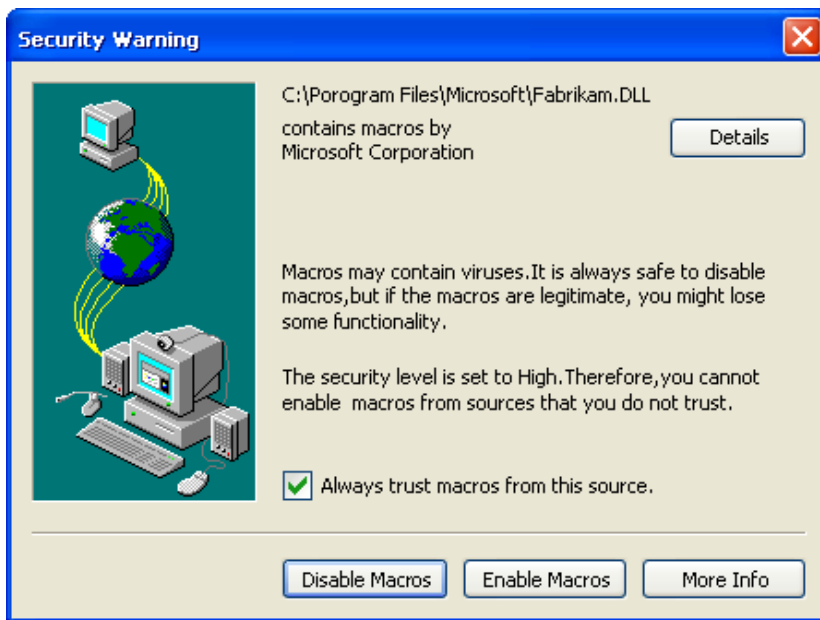 Security Warning
C:\Porogram Files\Microsoft\Fabrikam.DLL
contains macros by
Microsoft Corporation
Details
Macros may contain viruses.It is always safe to disable
macros,but if the macros are legitimate, you might lose
some functionality.
The security level is set to High.Therefore,you cannot
enable  macros from sources that you do not trust.
Always trust macros from this source.
Disable Macros
Enable Macros
More Info